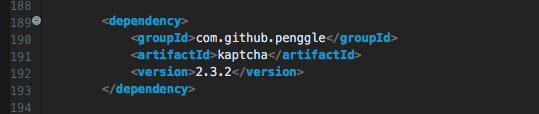 188
189 <dependency>
190 <groupId>com.github.penggle</groupId>
191 <artifactId>kaptcha</artifactId>
192 <version>2.3.2</version>
193 </dependency>
194